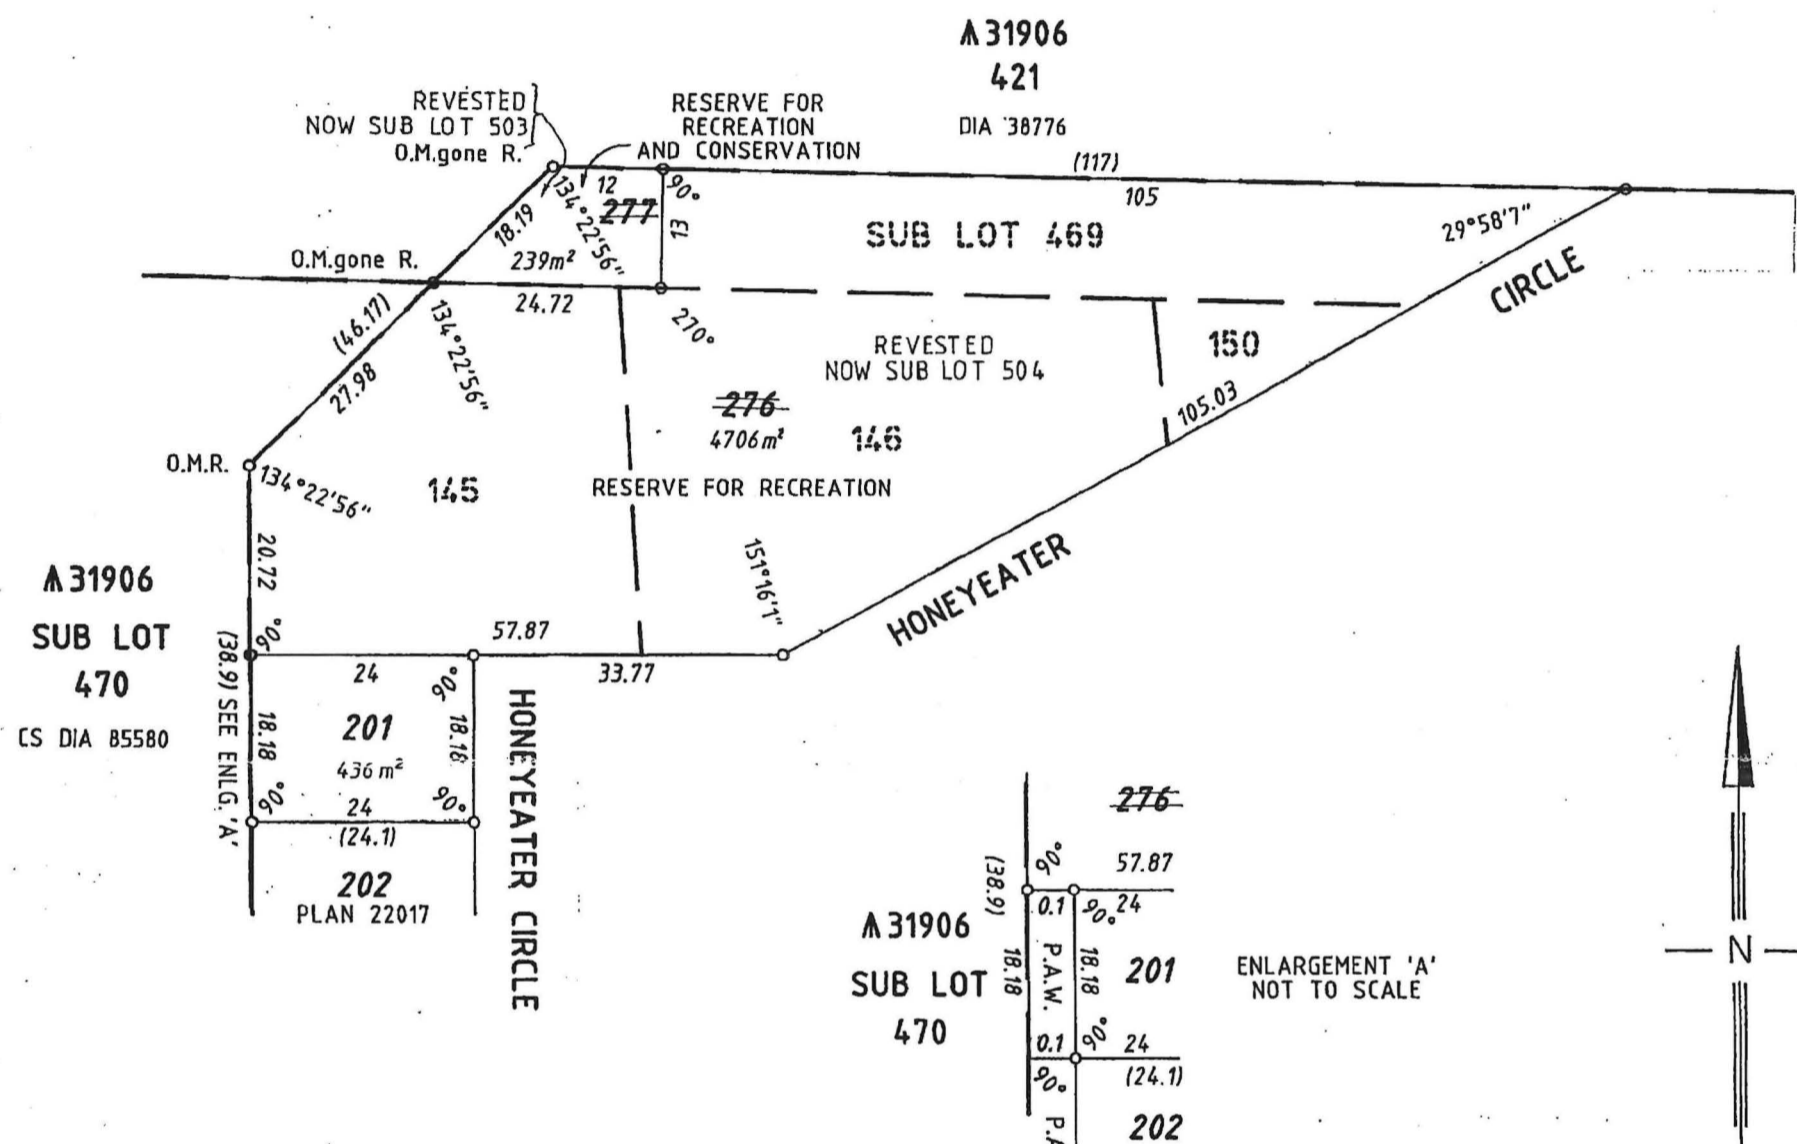 ⩚31906
421
DIA 38776
REVESTED
NOW SUB LOT 503
O.M.gone R.
RESERVE FOR
RECREATION
AND CONSERVATION
(117)
105
12
90°
134°22'56"
277
13
18.19
239m²
SUB LOT 469
29°58'7"
CIRCLE
O.M.gone R.
24.72
270°
(46.17)
27.98
134°22'56"
REVESTED
NOW SUB LOT 504
150
276
4706m²
146
105.03
O.M.R.
134°22'56"
145
RESERVE FOR RECREATION
20.72
151°16'1"
HONEYEATER
⩚31906
SUB LOT
470
CS DIA 85580
90°
57.87
24
33.77
(38.9) SEE ENLG. 'A'
18.18
90°
18.18
201
436 m²
90°
24
90°
(24.1)
202
PLAN 22017
HONEYEATER CIRCLE
276
(38.9)
90°
57.87
0.1
90°
24
⩚31906
SUB LOT
470
18.18
P.A.W.
18.18
201
ENLARGEMENT 'A'
NOT TO SCALE
0.1
90°
24
90°
(24.1)
202
N